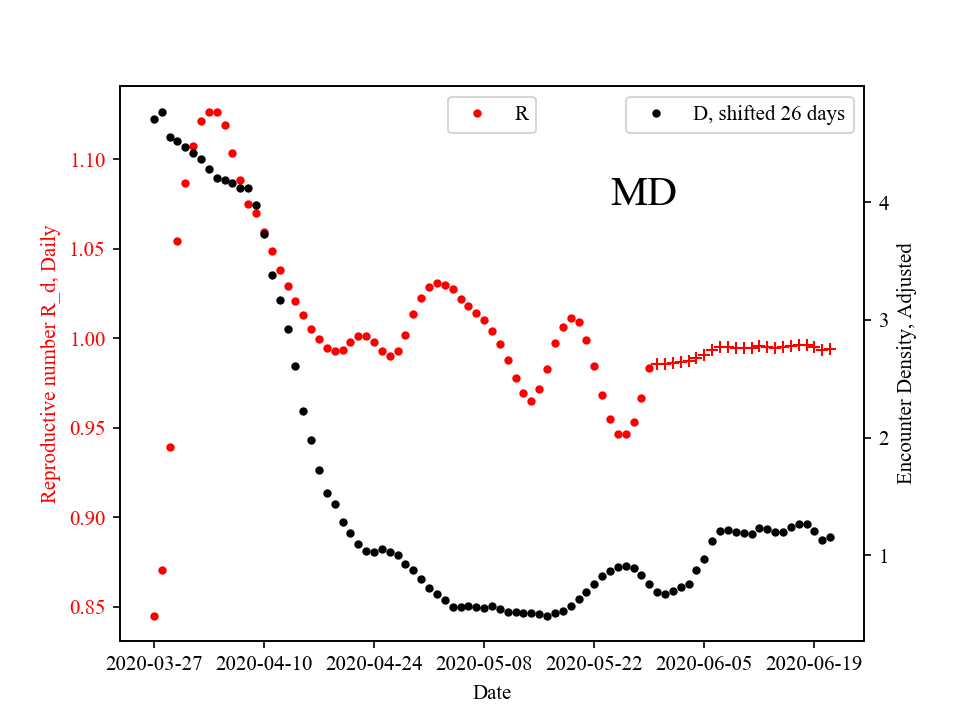 R
D, shifted 26 days
MD
Reproductive number R_d, Daily
1.10
1.05
1.00
0.95
0.90
0.85
4
3
2
1
Encounter Density, Adjusted
2020-03-27 2020-04-10 2020-04-24 2020-05-08 2020-05-22 2020-06-05 2020-06-19
Date